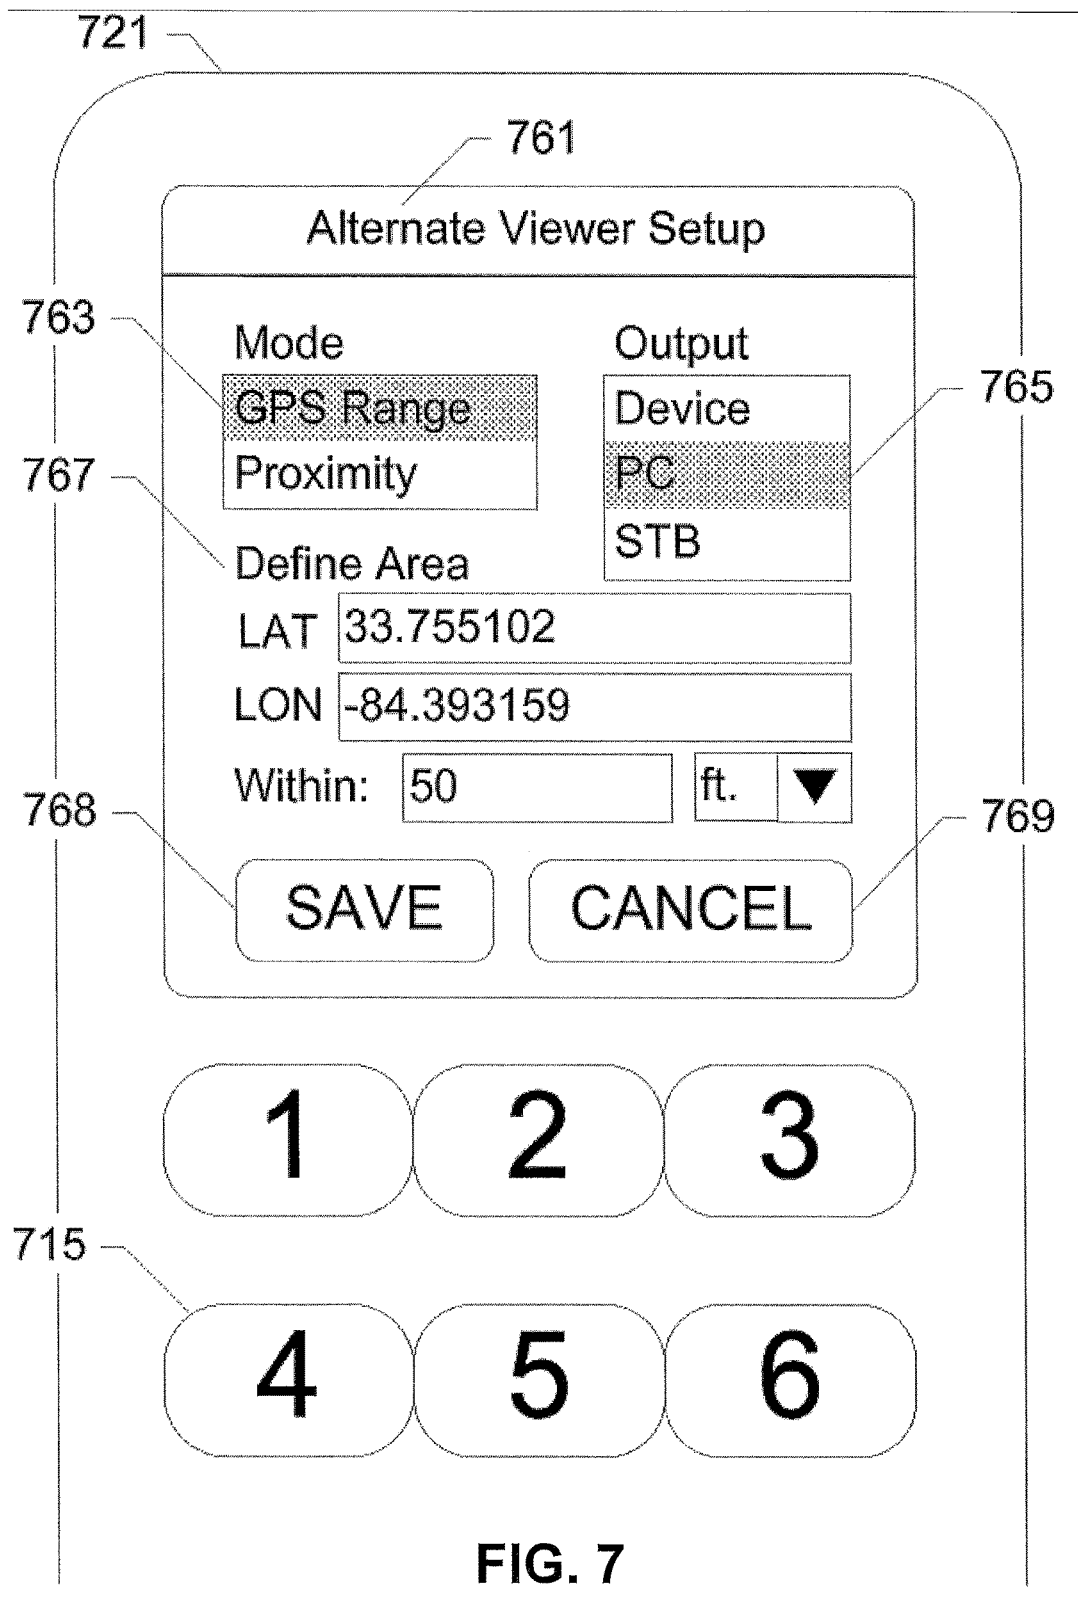 721
761
Alternate Viewer Setup
763
Mode
Output
765
GPS Range
Device
767
Proximity
PC
STB
Define Area
LAT 33.755102
LON -84.393159
Within: 50 ft.
768
769
SAVE
CANCEL
1 2 3
715
4 5 6
FIG. 7